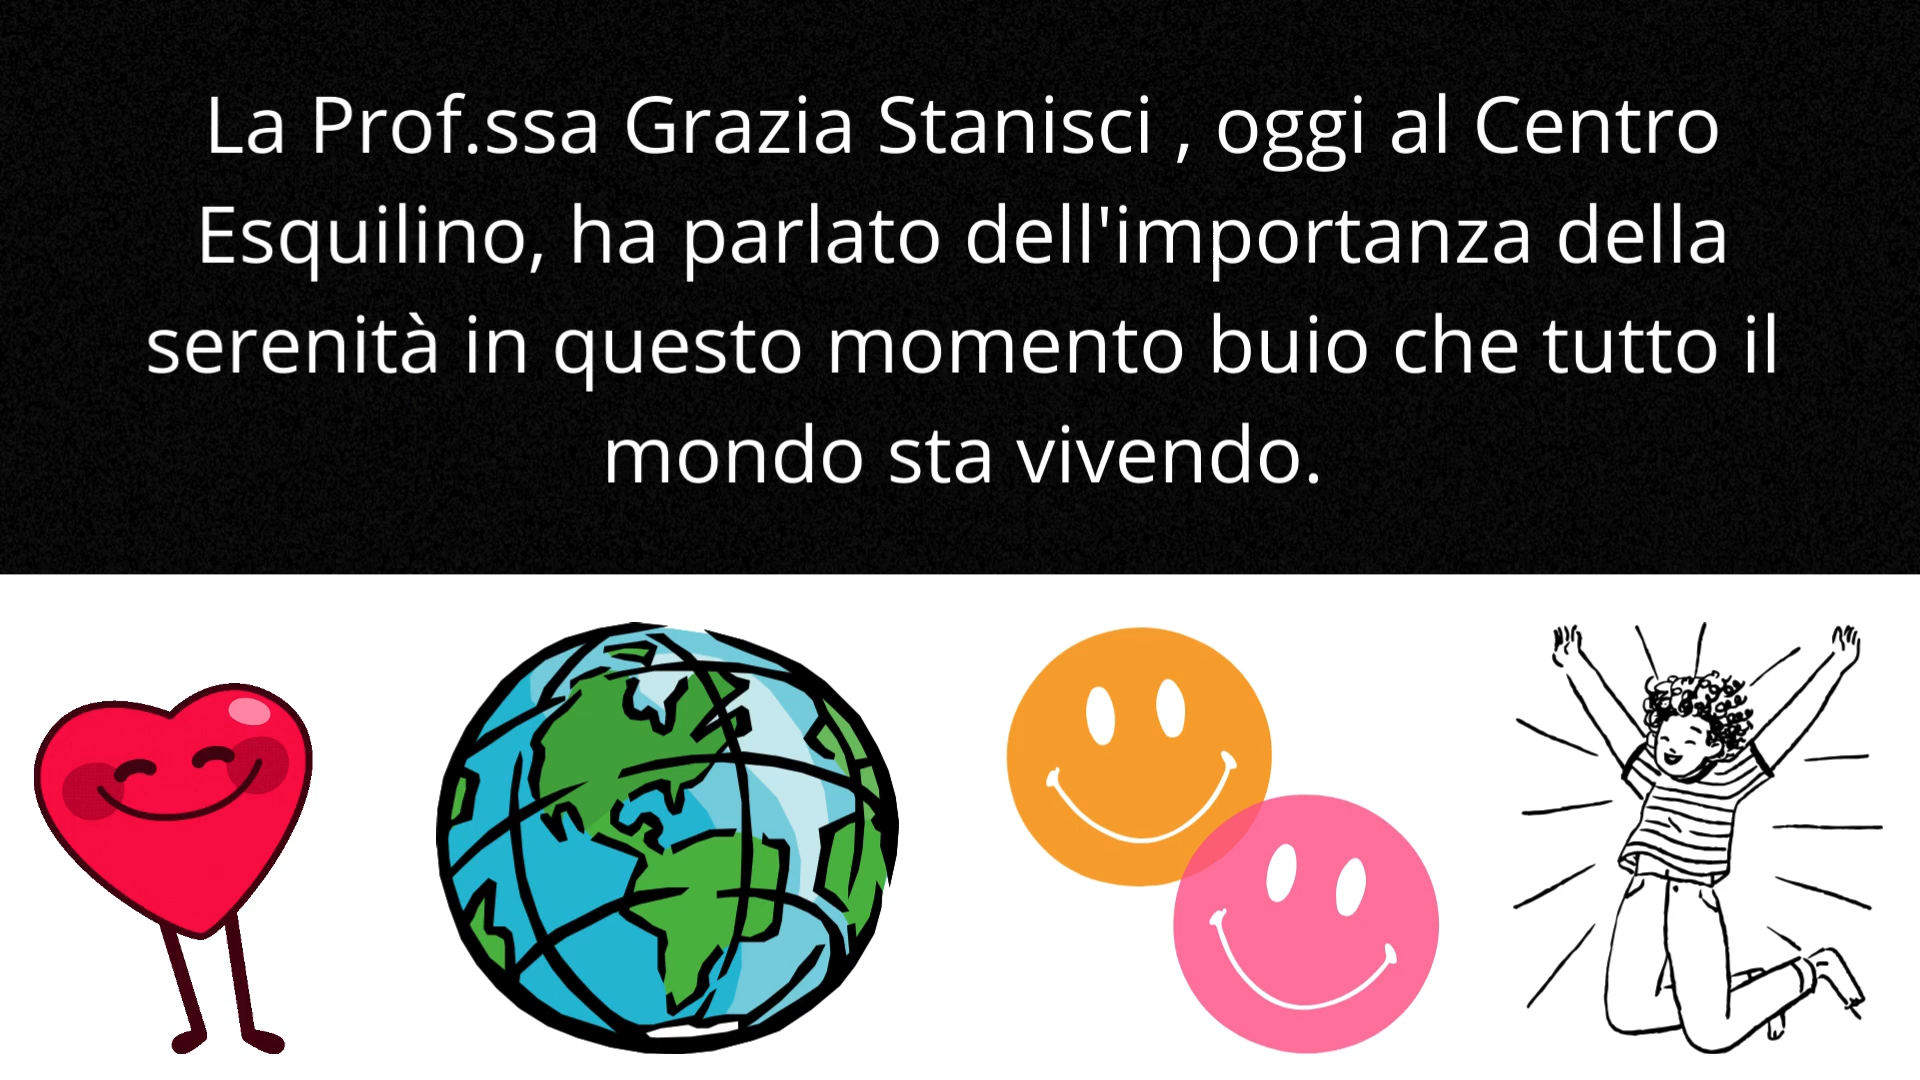 La Prof.ssa Grazia Stanisci , oggi al Centro
Esquilino, ha parlato dell'importanza della
serenità in questo momento buio che tutto il
mondo sta vivendo.